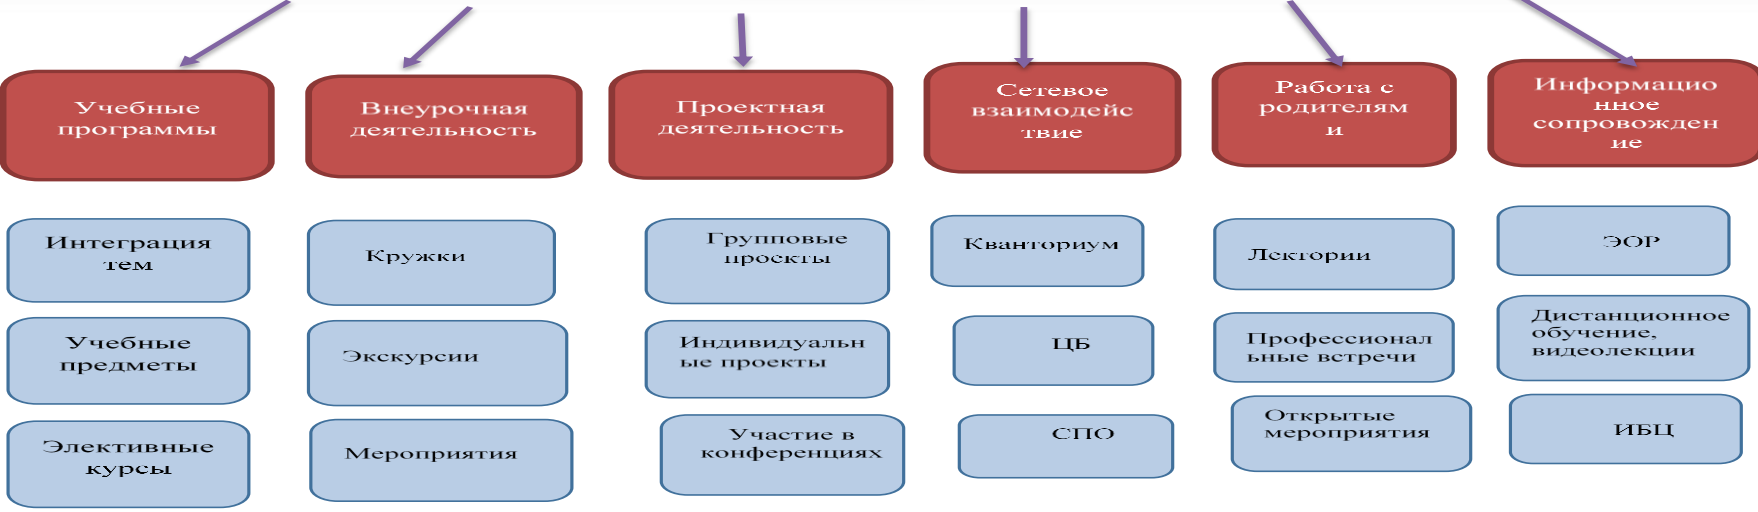 Учебные
программы
Внеурочная
деятельность
Проектная
деятельность
Сетевое
взаимодейс
твие
Работа с
родителям
и
Информацио
нное
сопровожден
ие
Интеграция
тем
Учебные
предметы
Элективные
курсы
Кружки
Экскурсии
Мероприятия
Групповые
проекты
Индивидуальн
ые проекты
Участие в
конференциях
Кванториум
ЦБ
СПО
Лектории
Профессионал
ьные встречи
Открытые
мероприятия
ЭОР
Дистанционное
обучение,
видеолекции
ИБЦ